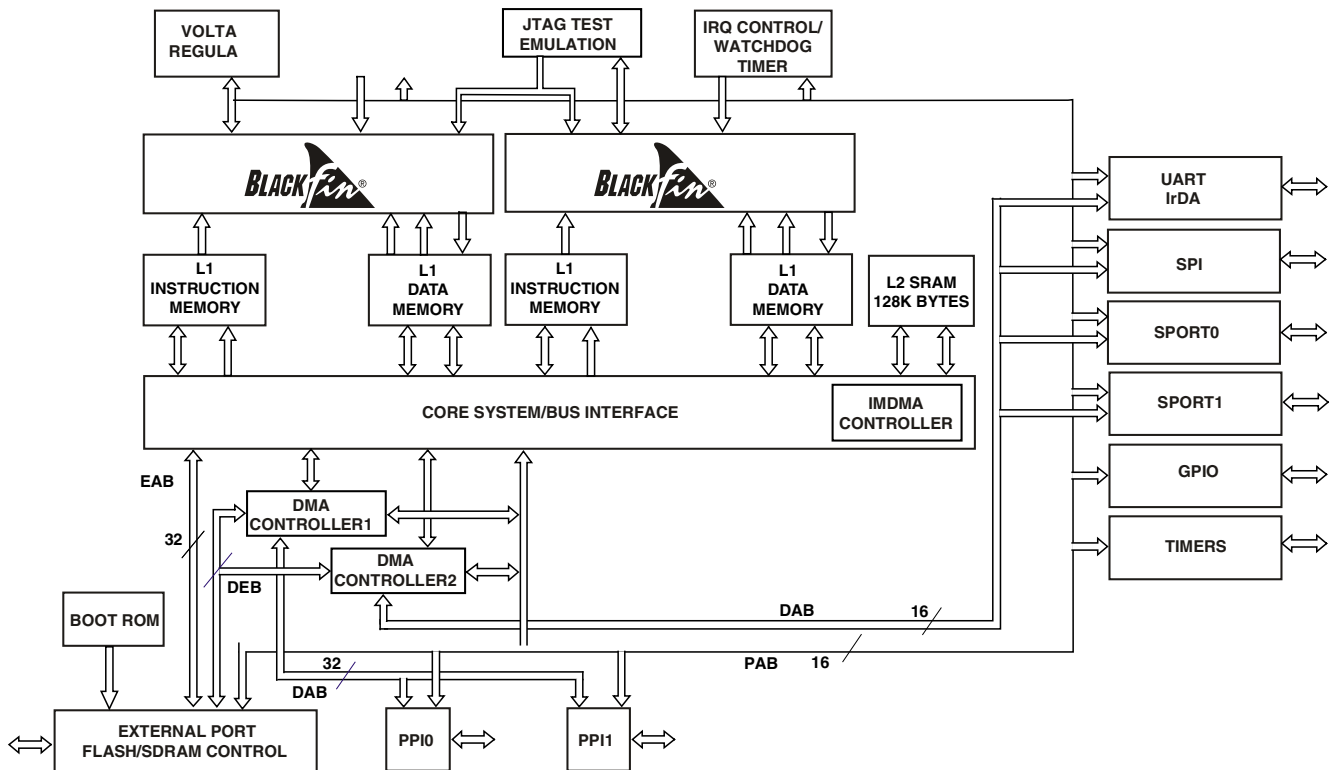 VOLTA
REGULA
JTAG TEST
EMULATION
IRQ CONTROL/
WATCHDOG
TIMER
BLACKfin®
BLACKfin®
UART
IrDA
L1
INSTRUCTION
MEMORY
L1
DATA
MEMORY
L1
INSTRUCTION
MEMORY
L1
DATA
MEMORY
L2 SRAM
128K BYTES
SPI
SPORT0
CORE SYSTEM/BUS INTERFACE
IMDMA
CONTROLLER
SPORT1
EAB
GPIO
DMA
CONTROLLER1
32
TIMERS
DMA
CONTROLLER2
DEB
BOOT ROM
DAB
16
32
DAB
PAB
16
EXTERNAL PORT
FLASH/SDRAM CONTROL
PPI0
PPI1